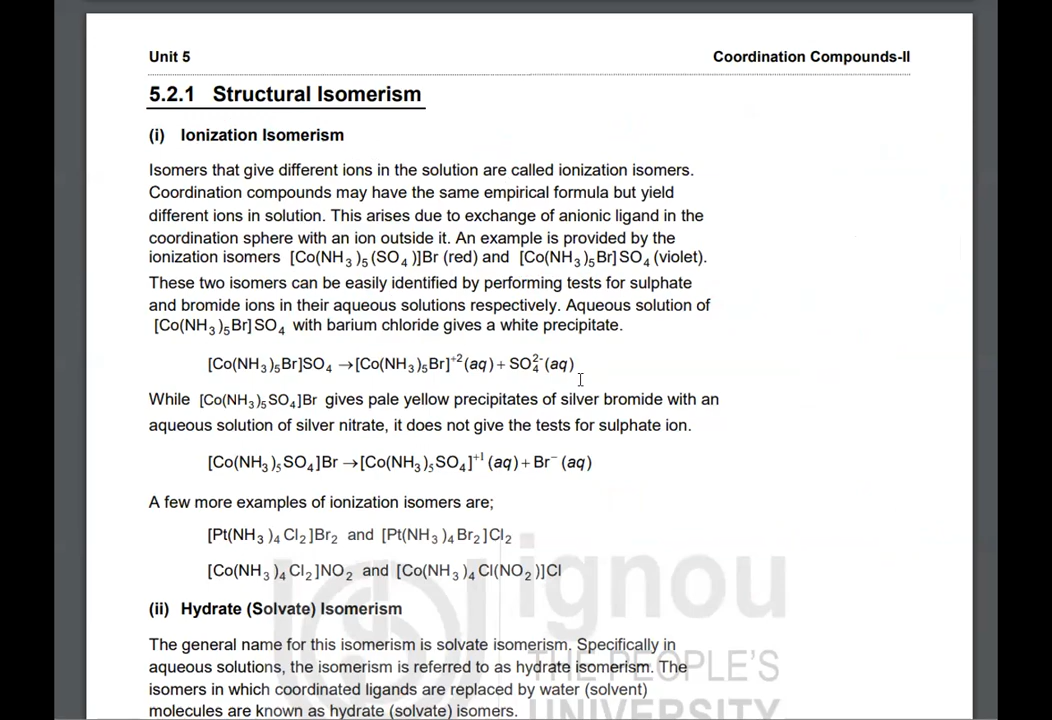 Unit 5 Coordination Compounds-II
5.2.1 Structural Isomerism
(i) Ionization Isomerism
Isomers that give different ions in the solution are called ionization isomers.
Coordination compounds may have the same empirical formula but yield
different ions in solution. This arises due to exchange of anionic ligand in the
coordination sphere with an ion outside it. An example is provided by the
ionization isomers [Co(NH₃)₅(SO₄)]Br (red) and [Co(NH₃)₅Br]SO₄ (violet).
These two isomers can be easily identified by performing tests for sulphate
and bromide ions in their aqueous solutions respectively. Aqueous solution of
[Co(NH₃)₅Br]SO₄ with barium chloride gives a white precipitate.
[Co(NH₃)₅Br]SO₄ →[Co(NH₃)₅Br]⁺²(aq) + SO₄²⁻(aq)
While [Co(NH₃)₅SO₄]Br gives pale yellow precipitates of silver bromide with an
aqueous solution of silver nitrate, it does not give the tests for sulphate ion.
[Co(NH₃)₅SO₄]Br →[Co(NH₃)₅SO₄]⁺¹(aq) + Br⁻(aq)
A few more examples of ionization isomers are;
[Pt(NH₃)₄Cl₂]Br₂ and [Pt(NH₃)₄Br₂]Cl₂
[Co(NH₃)₄Cl₂]NO₂ and [Co(NH₃)₄Cl(NO₂)]Cl
ignou
(ii) Hydrate (Solvate) Isomerism
The general name for this isomerism is solvate isomerism. Specifically in
aqueous solutions, the isomerism is referred to as hydrate isomerism. The
THE PEOPLE'S
isomers in which coordinated ligands are replaced by water (solvent)
molecules are known as hydrate (solvate) isomers.
UNIVERSITY